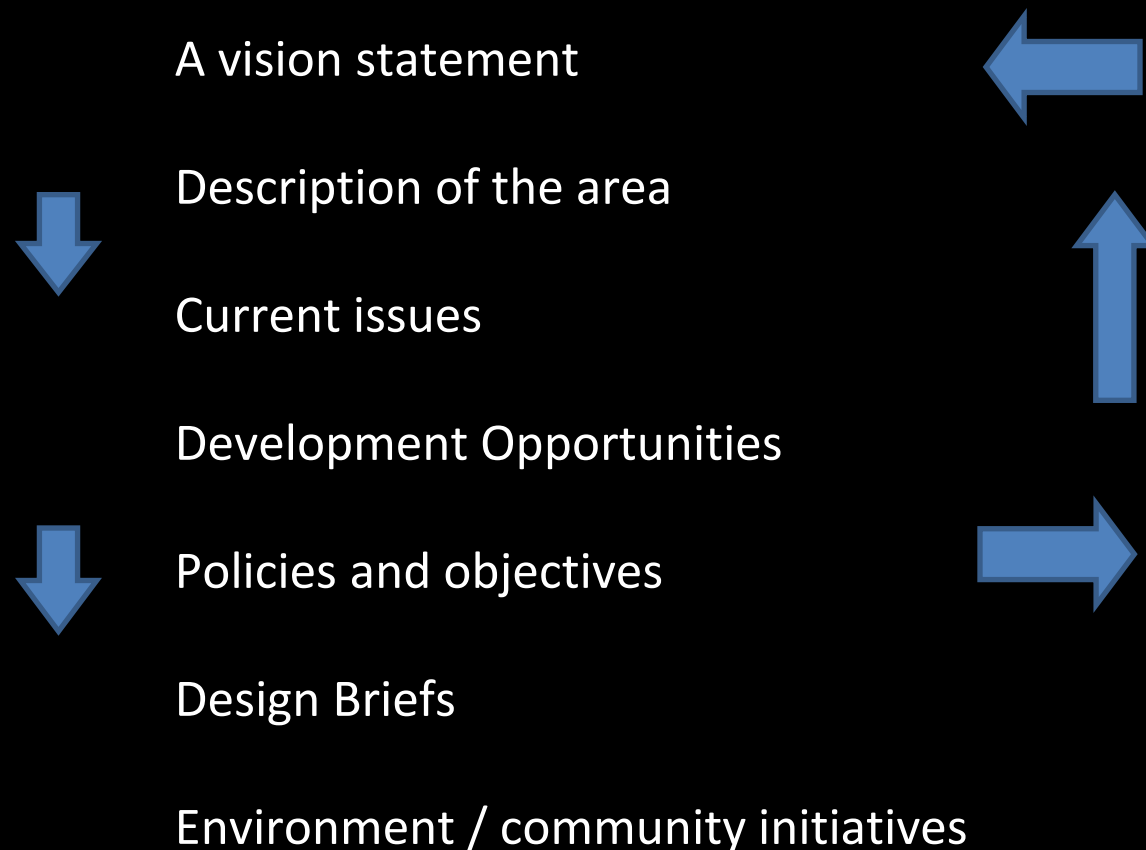 A vision statement
Description of the area
Current issues
Development Opportunities
Policies and objectives
Design Briefs
Environment / community initiatives